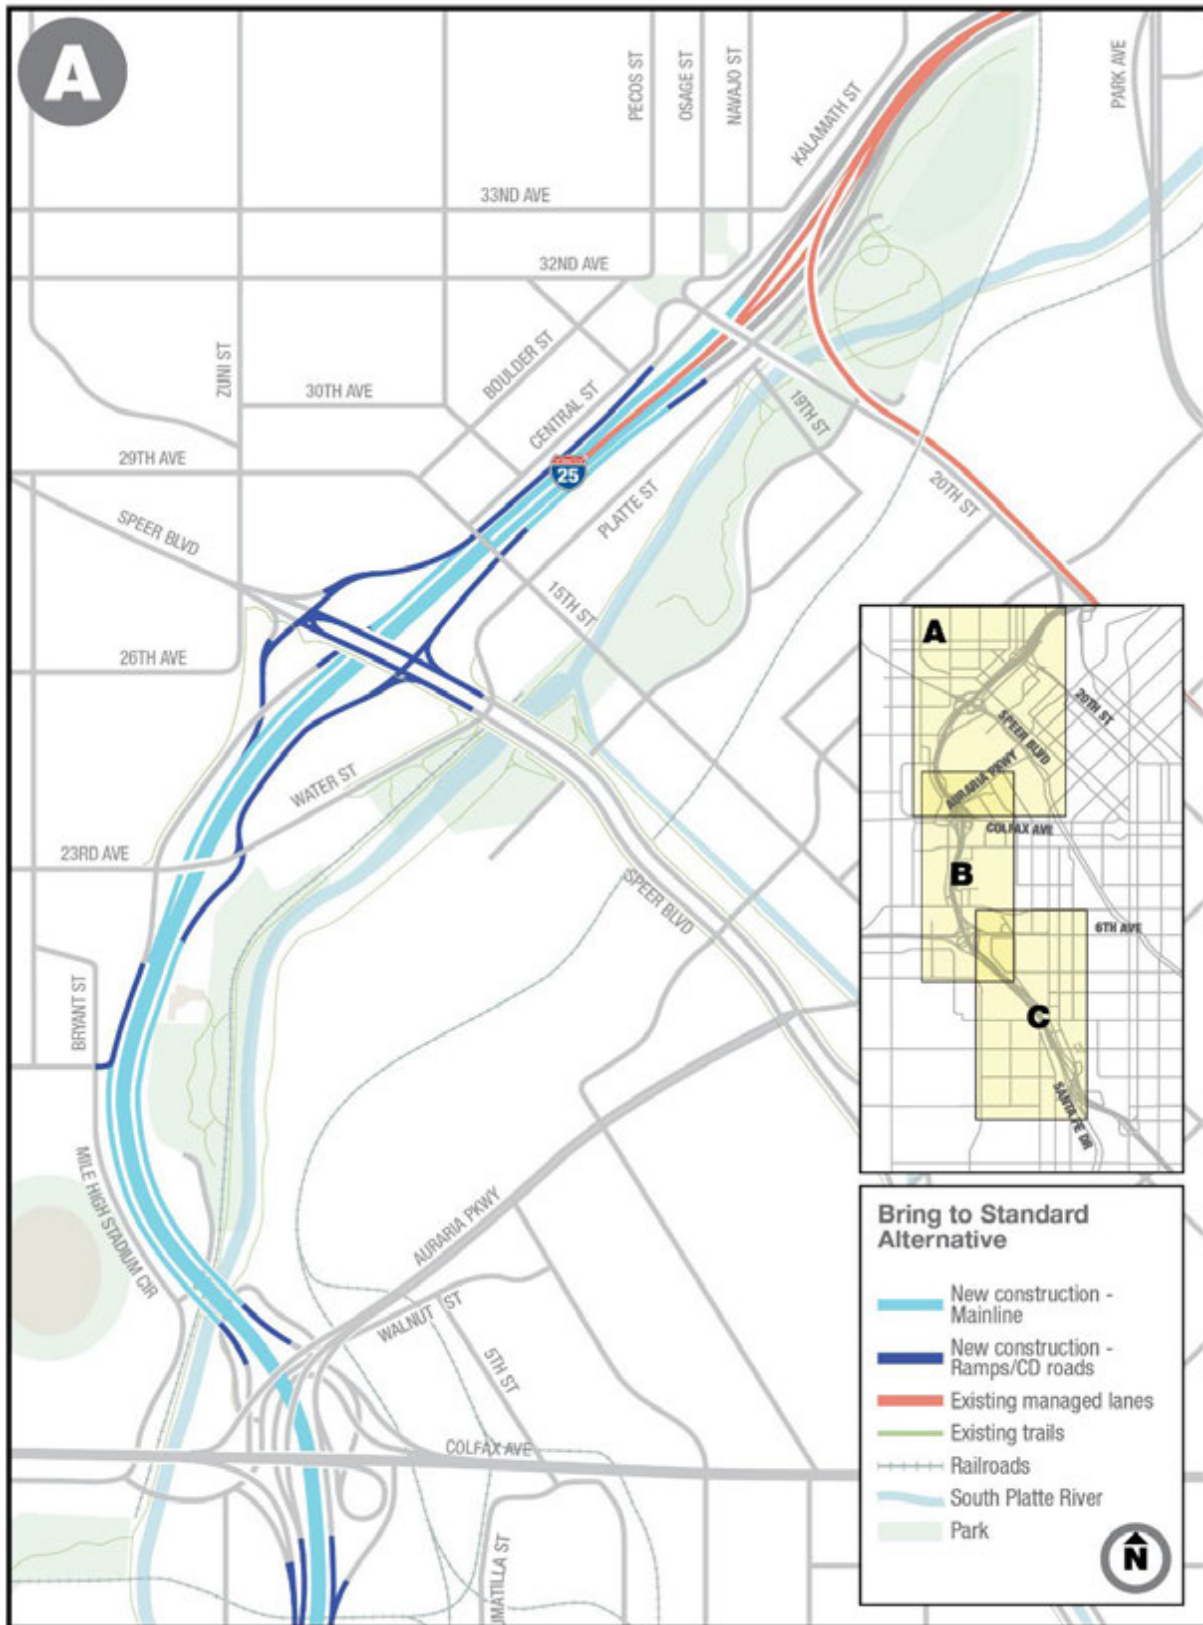 A
PECOS ST
OSAGE ST
NAVAJO ST
KALAMATH ST
PARK AVE
33ND AVE
32ND AVE
ZUNI ST
BOULDER ST
30TH AVE
CENTRAL ST
19TH ST
29TH AVE
25
PLATTE ST
20TH ST
SPEER BLVD
15TH ST
26TH AVE
WATER ST
23RD AVE
SPEER BLVD
BRYANT ST
MILE HIGH STADIUM CIR
AURARIA PKWY
WALNUT ST
5TH ST
COLFAX AVE
UMATILLA ST
A
20TH ST
SPEER BLVD
AURARIA PKWY
COLFAX AVE
B
6TH AVE
C
SANTA FE DR
Bring to Standard
Alternative
New construction -
Mainline
New construction -
Ramps/CD roads
Existing managed lanes
Existing trails
Railroads
South Platte River
Park
N